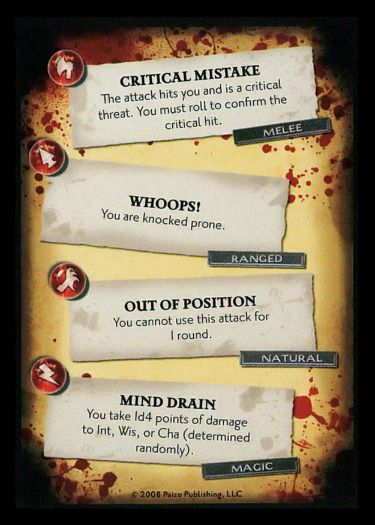 CRITICAL MISTAKE
The attack hits you and is a critical
threat. You must roll to confirm the
critical hit.
MELEE
WHOOPS!
You are knocked prone.
RANGED
OUT OF POSITION
You cannot use this attack for
1 round.
NATURAL
MIND DRAIN
You take 1d4 points of damage
to Int, Wis, or Cha (determined
randomly).
MAGIC
© 2008 Paizo Publishing, LLC